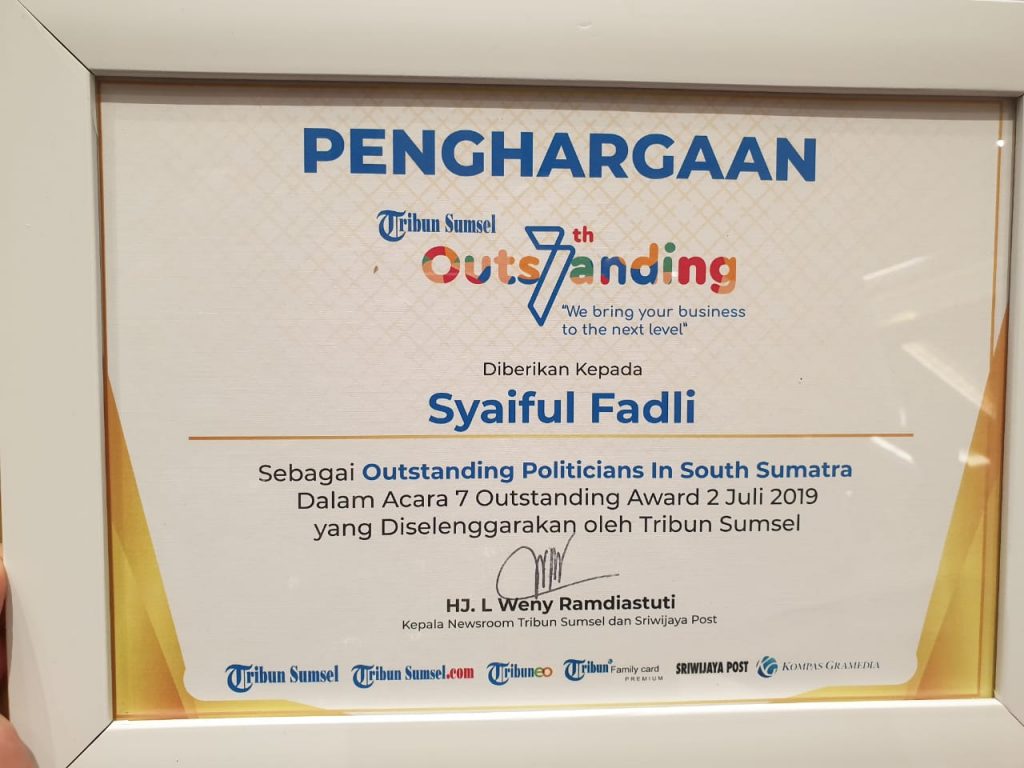 PENGHARGAAN
Tribun Sumsel
7th
Outstanding
"We bring your business
to the next level"
Diberikan Kepada
Syaiful Fadli
Sebagai Outstanding Politicians In South Sumatra
Dalam Acara 7 Outstanding Award 2 Juli 2019
yang Diselenggarakan oleh Tribun Sumsel
HJ. L Weny Ramdiastuti
Kepala Newsroom Tribun Sumsel dan Sriwijaya Post
Tribun Sumsel Tribun Sumsel.com Tribuneo Tribun Family card PREMIUM SRIWIJAYA POST KOMPAS GRAMEDIA